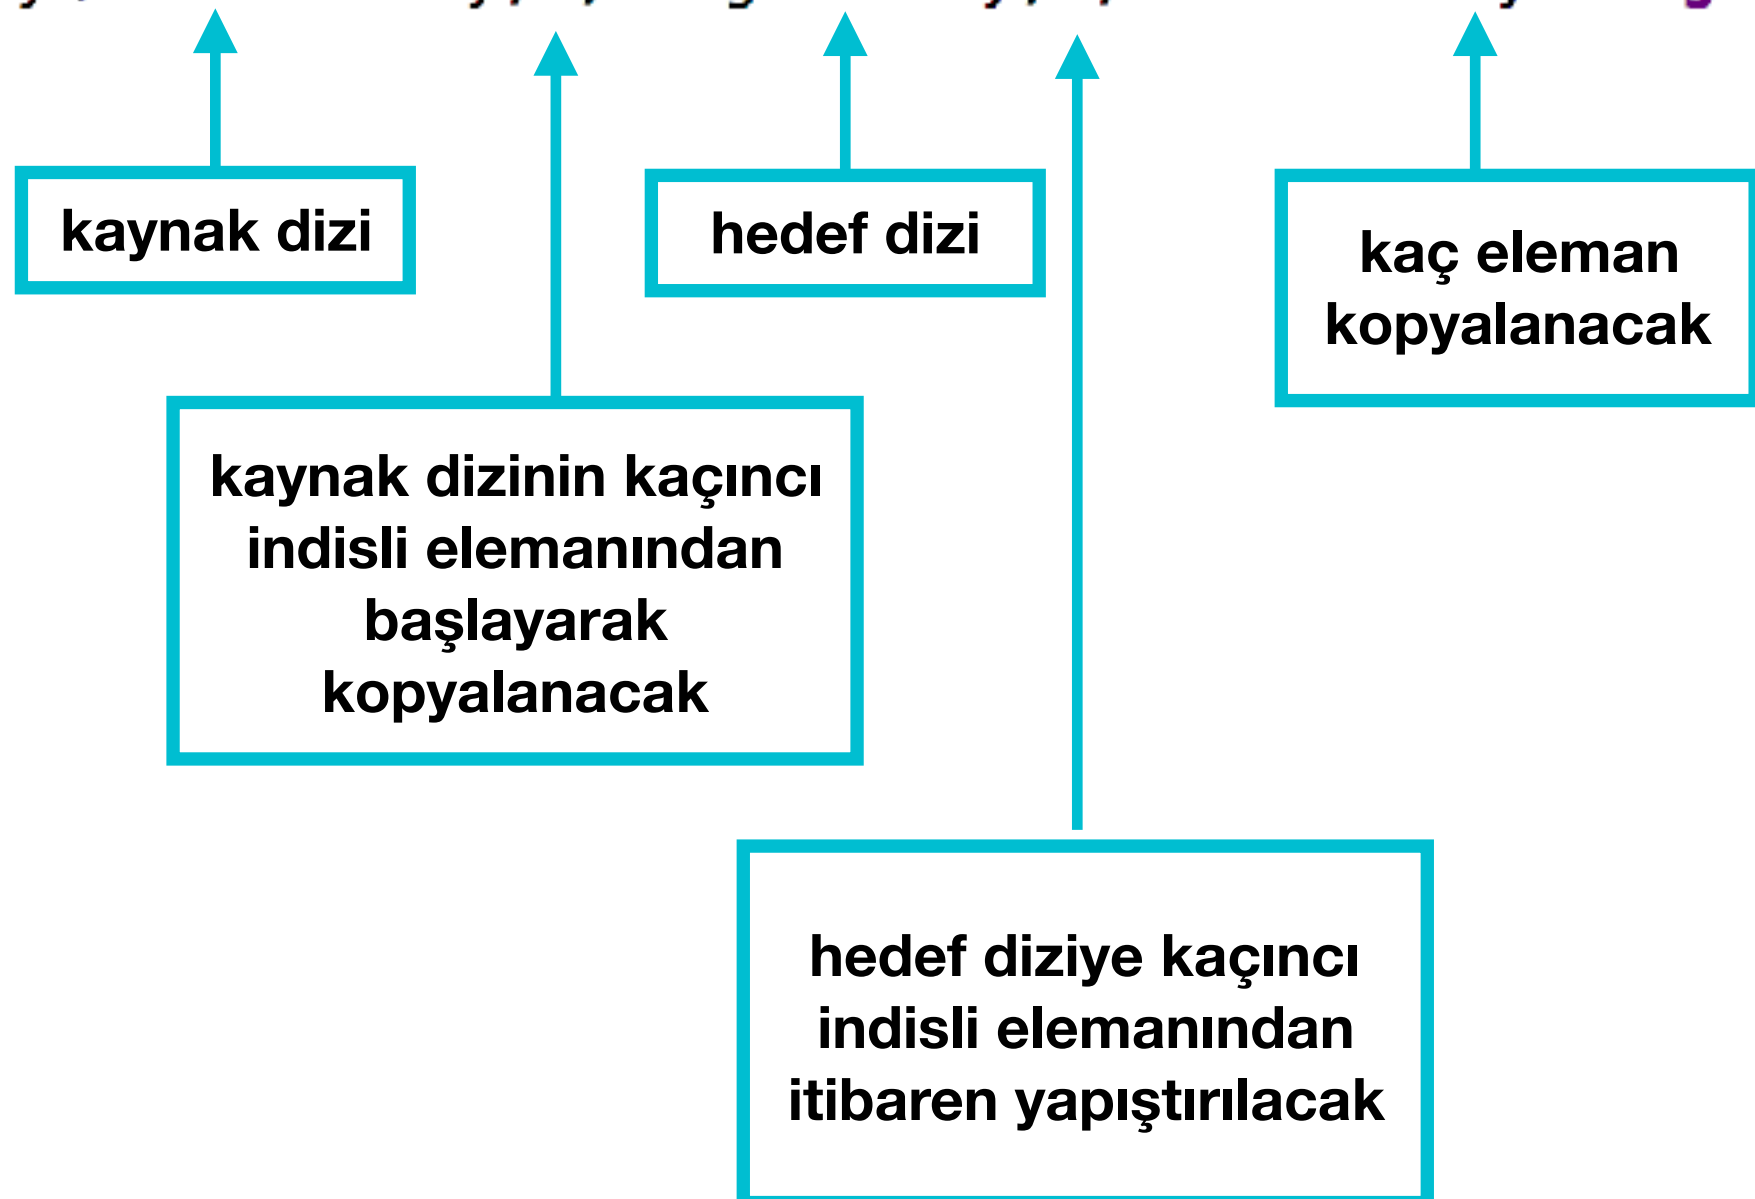 kaynak dizi
hedef dizi
kaç eleman
kopyalanacak
kaynak dizinin kaçıncı
indisli elemanından
başlayarak
kopyalanacak
hedef diziye kaçıncı
indisli elemanından
itibaren yapıştırılacak